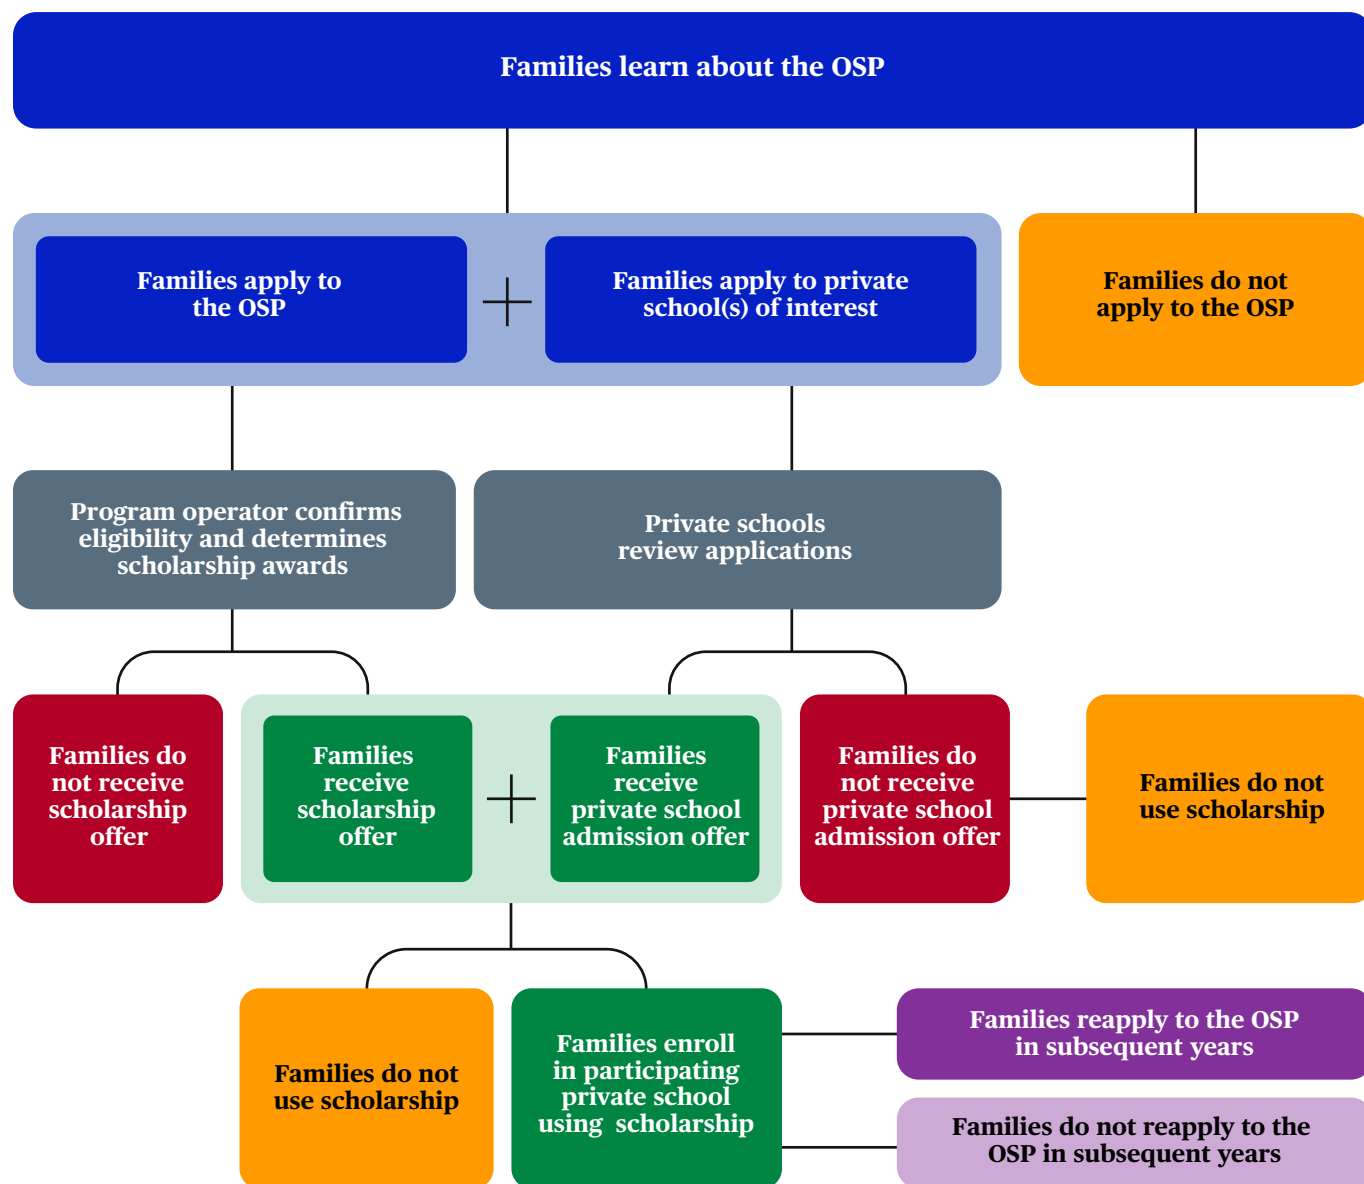 Families learn about the OSP
Families apply to
the OSP
Families apply to private
school(s) of interest
Families do not
apply to the OSP
Program operator confirms
eligibility and determines
scholarship awards
Private schools
review applications
Families do
not receive
scholarship
offer
Families
receive
scholarship
offer
Families
receive
private school
admission offer
Families do
not receive
private school
admission offer
Families do not
use scholarship
Families do not
use scholarship
Families enroll
in participating
private school
using scholarship
Families reapply to the OSP
in subsequent years
Families do not reapply to the
OSP in subsequent years